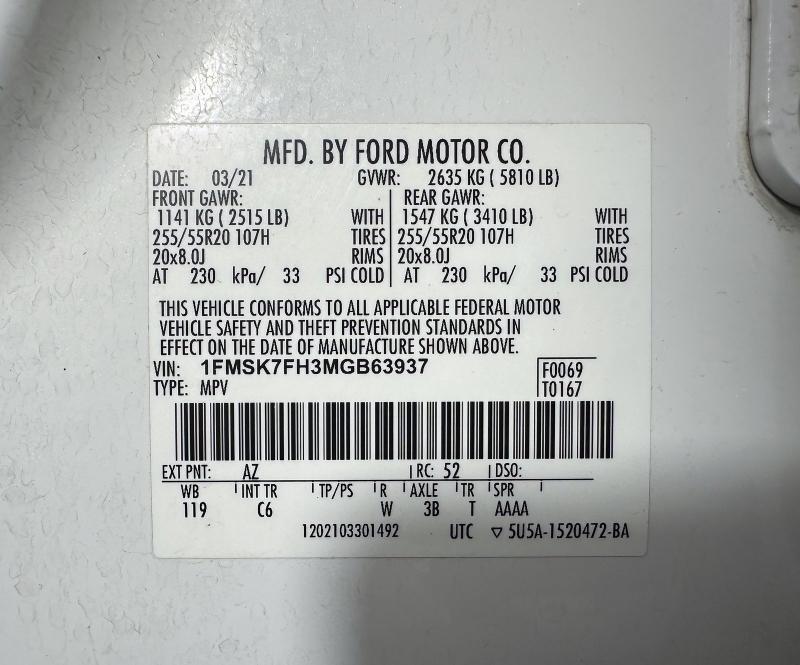 MFD. BY FORD MOTOR CO.
DATE: 03/21 GVWR: 2635 KG ( 5810 LB)
FRONT GAWR: REAR GAWR:
1141 KG ( 2515 LB) WITH 1547 KG ( 3410 LB) WITH
255/55R20 107H TIRES 255/55R20 107H TIRES
20x8.0J RIMS 20x8.0J RIMS
AT 230 kPa/ 33 PSI COLD AT 230 kPa/ 33 PSI COLD
THIS VEHICLE CONFORMS TO ALL APPLICABLE FEDERAL MOTOR
VEHICLE SAFETY AND THEFT PREVENTION STANDARDS IN
EFFECT ON THE DATE OF MANUFACTURE SHOWN ABOVE.
VIN: 1FMSK7FH3MGB63937 F0069
TYPE: MPV T0167
EXT PNT: AZ RC: 52 DSO:
WB INT TR TP/PS R AXLE TR SPR
119 C6 W 3B T AAAA
1202103301492 UTC ▽ 5U5A-1520472-BA